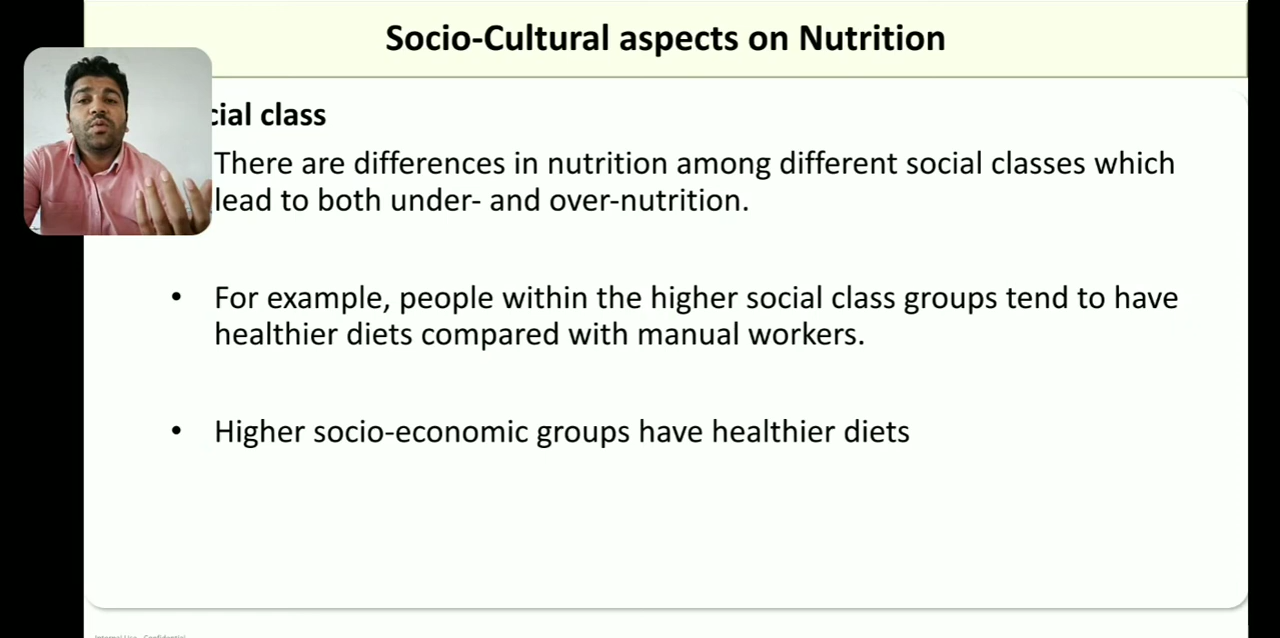 Socio-Cultural aspects on Nutrition
cial class
There are differences in nutrition among different social classes which
lead to both under- and over-nutrition.
• For example, people within the higher social class groups tend to have
healthier diets compared with manual workers.
• Higher socio-economic groups have healthier diets